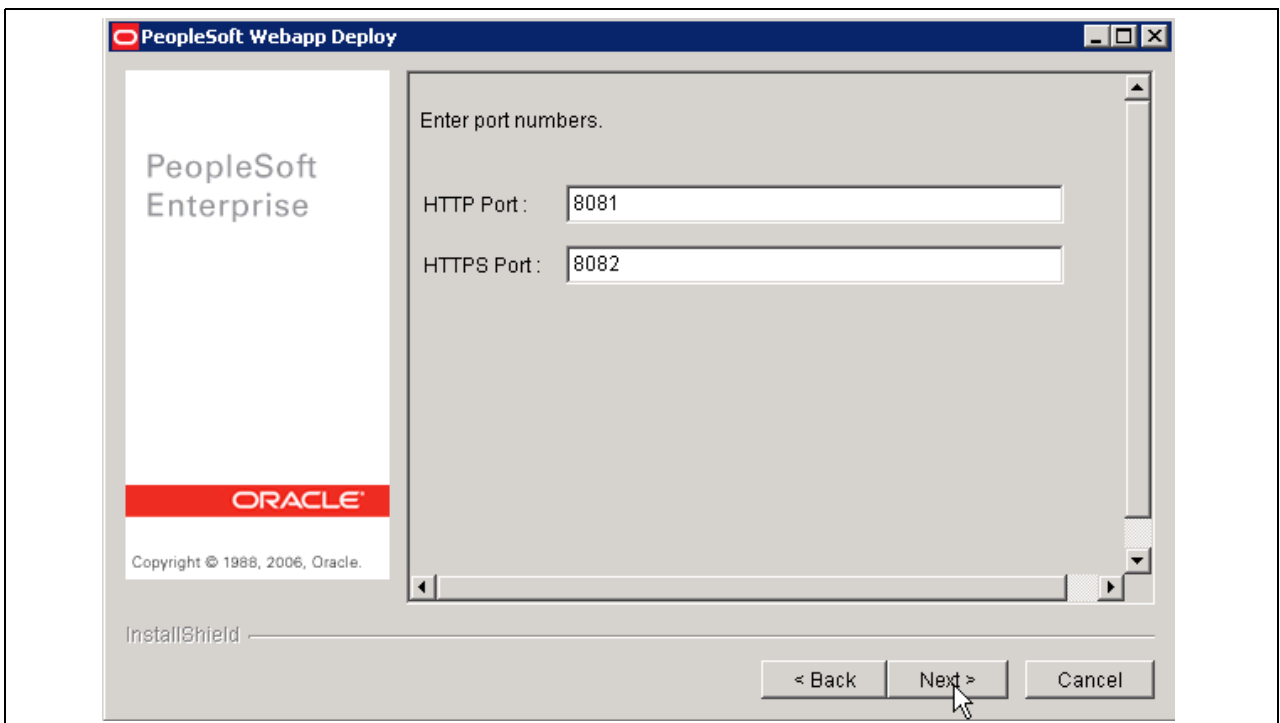 PeopleSoft Webapp Deploy
PeopleSoft
Enterprise
ORACLE
Copyright © 1988, 2006, Oracle.
Enter port numbers.
HTTP Port : 8081
HTTPS Port : 8082
InstallShield
< Back Next > Cancel